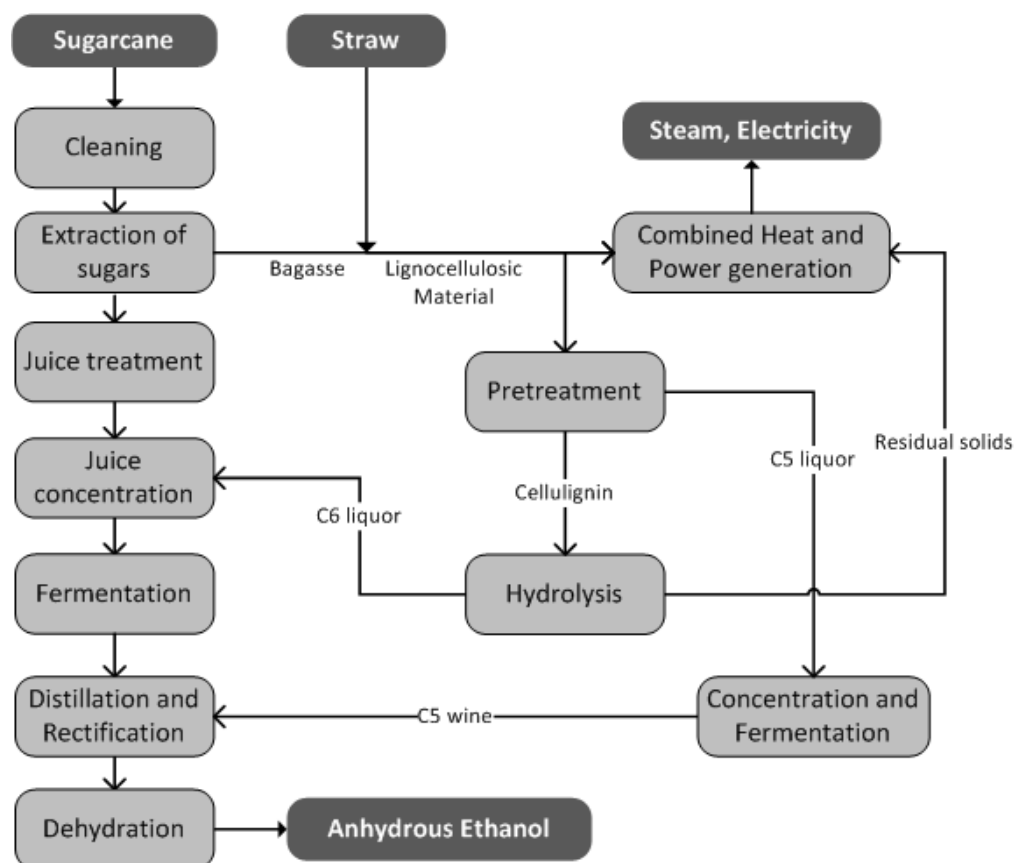 Sugarcane
Straw
Cleaning
Steam, Electricity
Extraction of
sugars
Bagasse
Lignocellulosic
Material
Combined Heat and
Power generation
Juice treatment
Pretreatment
Juice
concentration
C6 liquor
Cellulignin
C5 liquor
Residual solids
Fermentation
Hydrolysis
Distillation and
Rectification
C5 wine
Concentration and
Fermentation
Dehydration
Anhydrous Ethanol